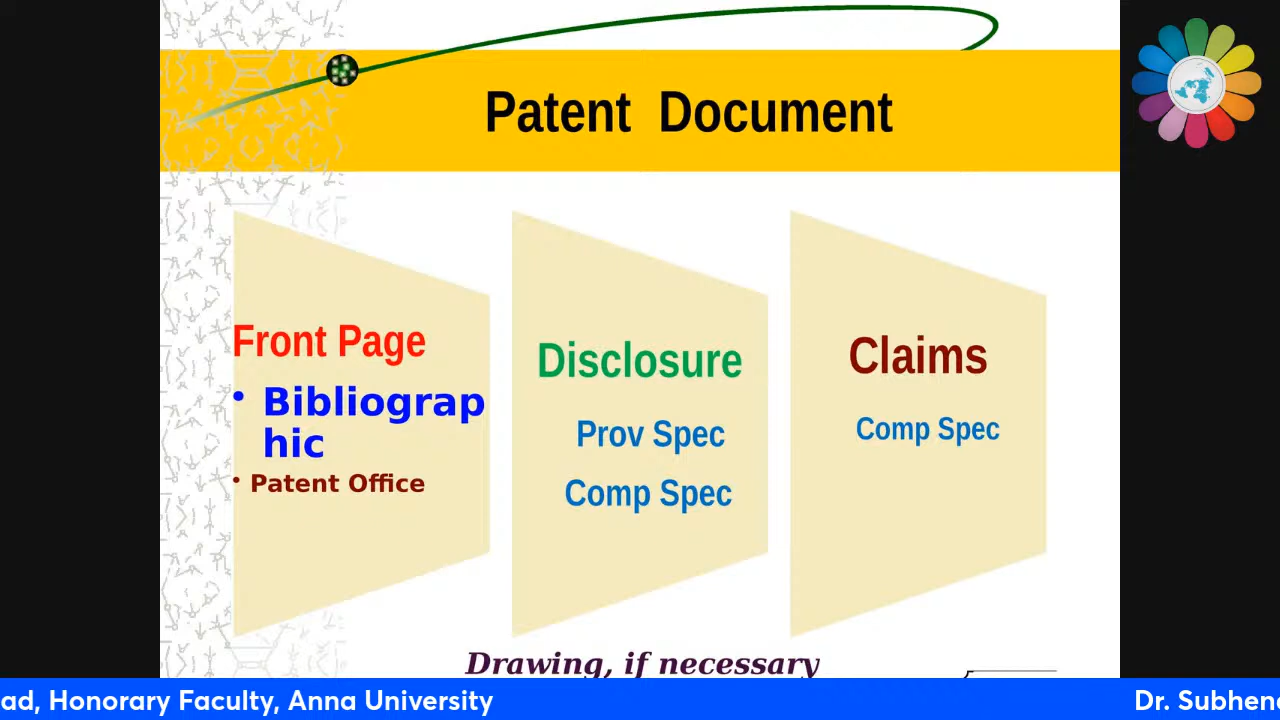 Patent Document
Front Page
• Bibliograp
hic
• Patent Office
Disclosure
Prov Spec
Comp Spec
Claims
Comp Spec
Drawing, if necessary
ad, Honorary Faculty, Anna University
Dr. Subhen